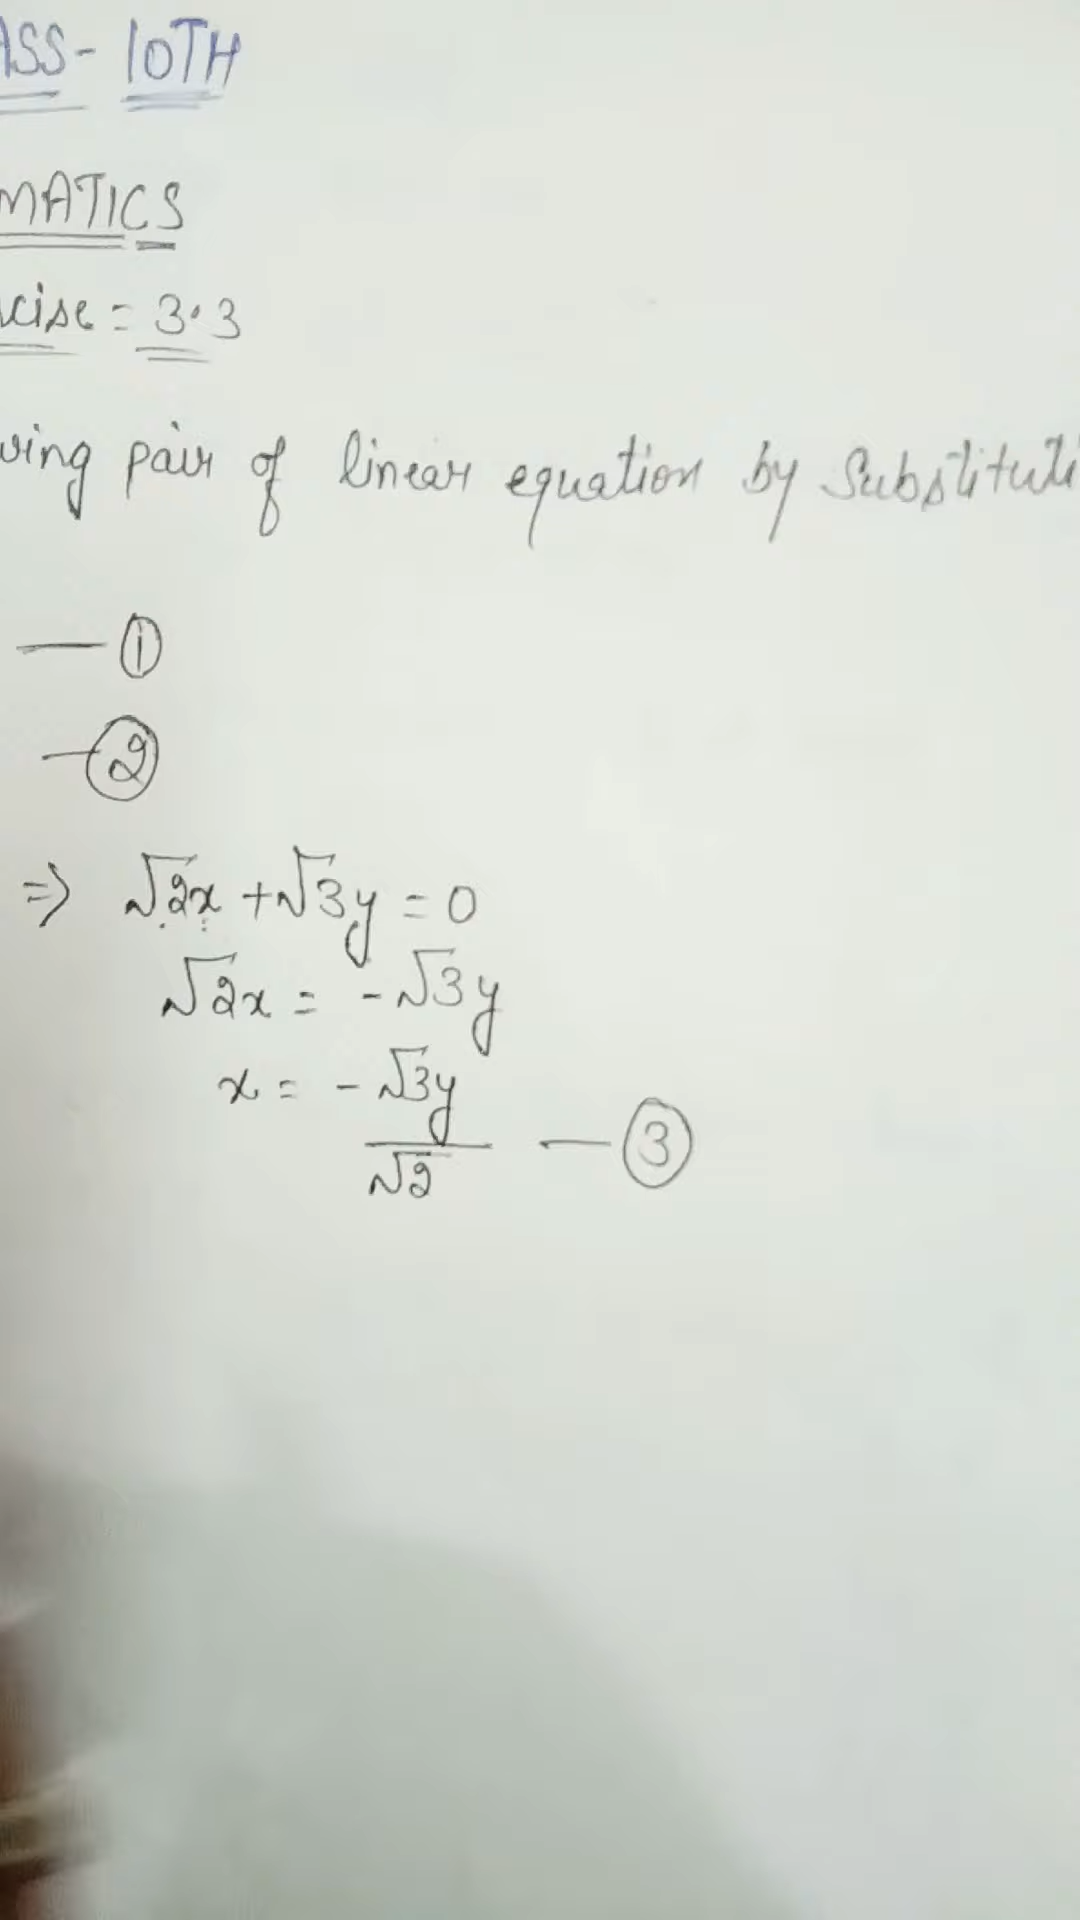 ASS- 10TH
MATICS
cise = 3.3
wing pair of linear equation by Substituti
— ①
— ②
⇒ √2x + √3y = 0
√2x = -√3y
x = -√3y
√2 — ③